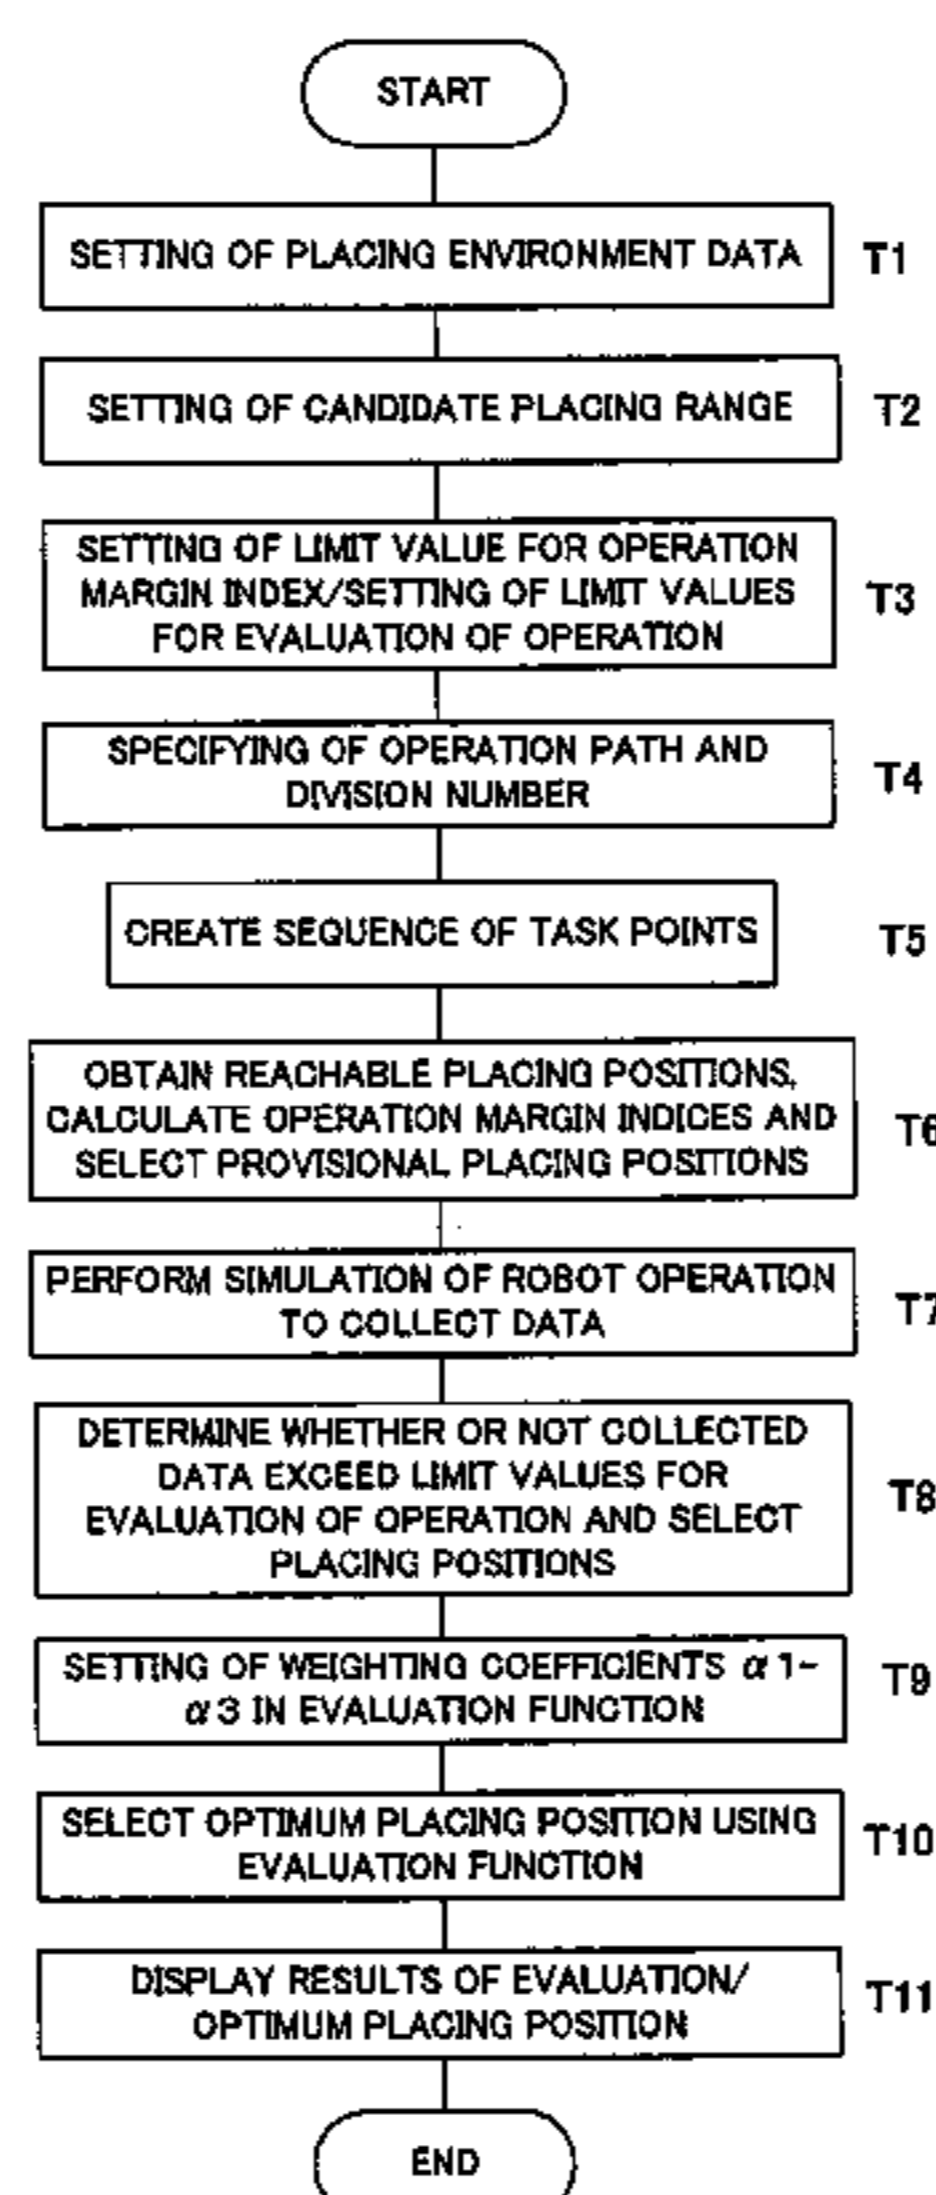 START
SETTING OF PLACING ENVIRONMENT DATA T1
SETTING OF CANDIDATE PLACING RANGE T2
SETTING OF LIMIT VALUE FOR OPERATION
MARGIN INDEX/SETTING OF LIMIT VALUES T3
FOR EVALUATION OF OPERATION
SPECIFYING OF OPERATION PATH AND
DIVISION NUMBER T4
CREATE SEQUENCE OF TASK POINTS T5
OBTAIN REACHABLE PLACING POSITIONS,
CALCULATE OPERATION MARGIN INDICES AND T6
SELECT PROVISIONAL PLACING POSITIONS
PERFORM SIMULATION OF ROBOT OPERATION
TO COLLECT DATA T7
DETERMINE WHETHER OR NOT COLLECTED
DATA EXCEED LIMIT VALUES FOR T8
EVALUATION OF OPERATION AND SELECT
PLACING POSITIONS
SETTING OF WEIGHTING COEFFICIENTS α1- T9
α3 IN EVALUATION FUNCTION
SELECT OPTIMUM PLACING POSITION USING T10
EVALUATION FUNCTION
DISPLAY RESULTS OF EVALUATION/ T11
OPTIMUM PLACING POSITION
END